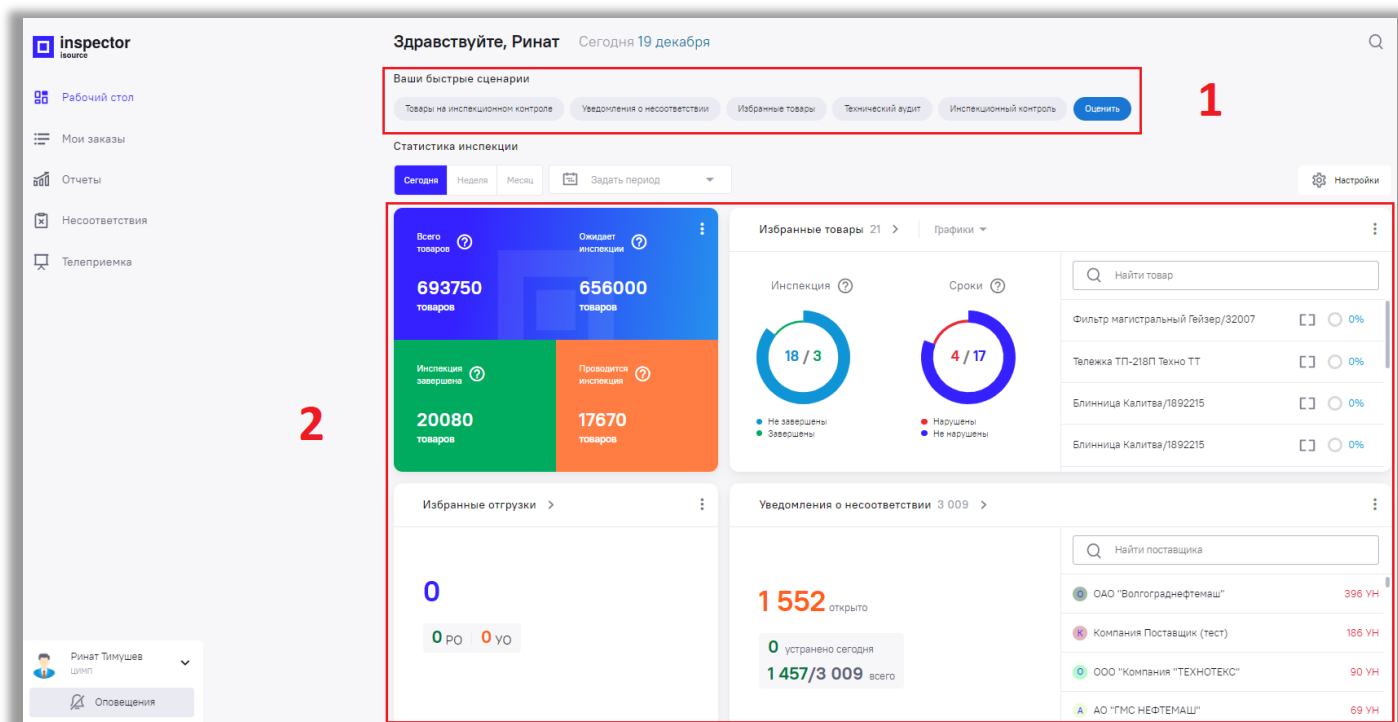 inspector
isource
Рабочий стол
Мои заказы
Отчеты
Несоответствия
Телеприемка
Ринат Тимушев
ЦИМП
Оповещения
Здравствуйте, Ринат Сегодня 19 декабря
Ваши быстрые сценарии
Товары на инспекционном контроле Уведомления о несоответствии Избранные товары Технический аудит Инспекционный контроль Оценить
1
Статистика инспекции
Сегодня Неделя Месяц Задать период
Настройки
2
Всего товаров
693750
товаров
Ожидает инспекции
656000
товаров
Инспекция завершена
20080
товаров
Проводится инспекция
17670
товаров
Избранные товары 21 > Графики
Инспекция
18 / 3
Не завершены
Завершены
Сроки
4 / 17
Нарушены
Не нарушены
Найти товар
Фильтр магистральный Гейзер/32007 0%
Тележка ТП-218П Техно ТТ 0%
Блинница Калитва/1892215 0%
Блинница Калитва/1892215 0%
Избранные отгрузки >
0
0 РО 0 УО
Уведомления о несоответствии 3 009 >
1 552 открыто
0 устранено сегодня
1 457/3 009 всего
Найти поставщика
О ОАО "Волгограднефтемаш" 396 УН
К Компания Поставщик (тест) 186 УН
О ООО "Компания "ТЕХНОТЕКС" 90 УН
А АО "ГМС НЕФТЕМАШ" 69 УН